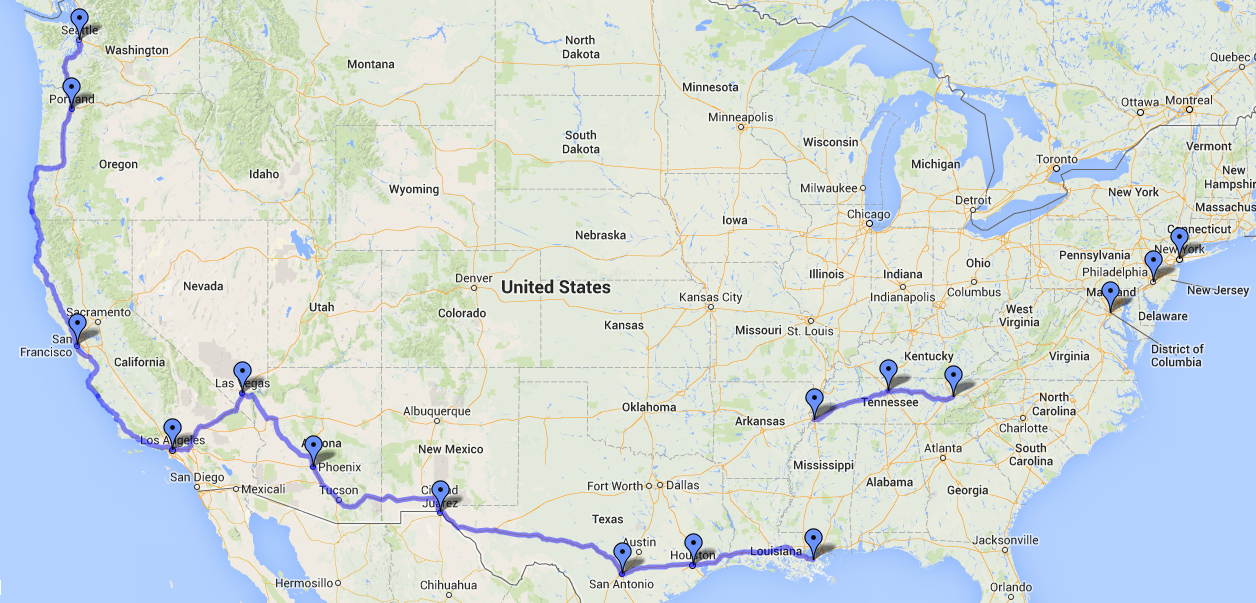 Seattle
Washington
Montana
North
Dakota
Minnesota
Quebec
Ottawa
Montreal
Portland
Minneapolis
Oregon
Idaho
South
Dakota
Wisconsin
Michigan
Toronto
Vermont
New
Hampshir
Wyoming
Milwaukee
Detroit
New York
Massachus
Chicago
Iowa
Nebraska
Connecticut
New York
Pennsylvania
Nevada
Utah
Denver
United States
Illinois
Indiana
Ohio
Philadelphia
Indianapolis
Columbus
Maryland
New Jersey
Sacramento
Colorado
Kansas City
West
Virginia
Delaware
San
Francisco
Kansas
Missouri
St. Louis
District of
Columbia
California
Kentucky
Virginia
Las Vegas
Tennessee
North
Carolina
Charlotte
Albuquerque
Oklahoma
Arkansas
Los Angeles
Arizona
New Mexico
Atlanta
South
Carolina
Phoenix
Mississippi
San Diego
Mexicali
Tucson
Ciudad
Juárez
Fort Worth
Dallas
Alabama
Georgia
Texas
Austin
Houston
Louisiana
Jacksonville
San Antonio
Hermosillo
Chihuahua
Orlando